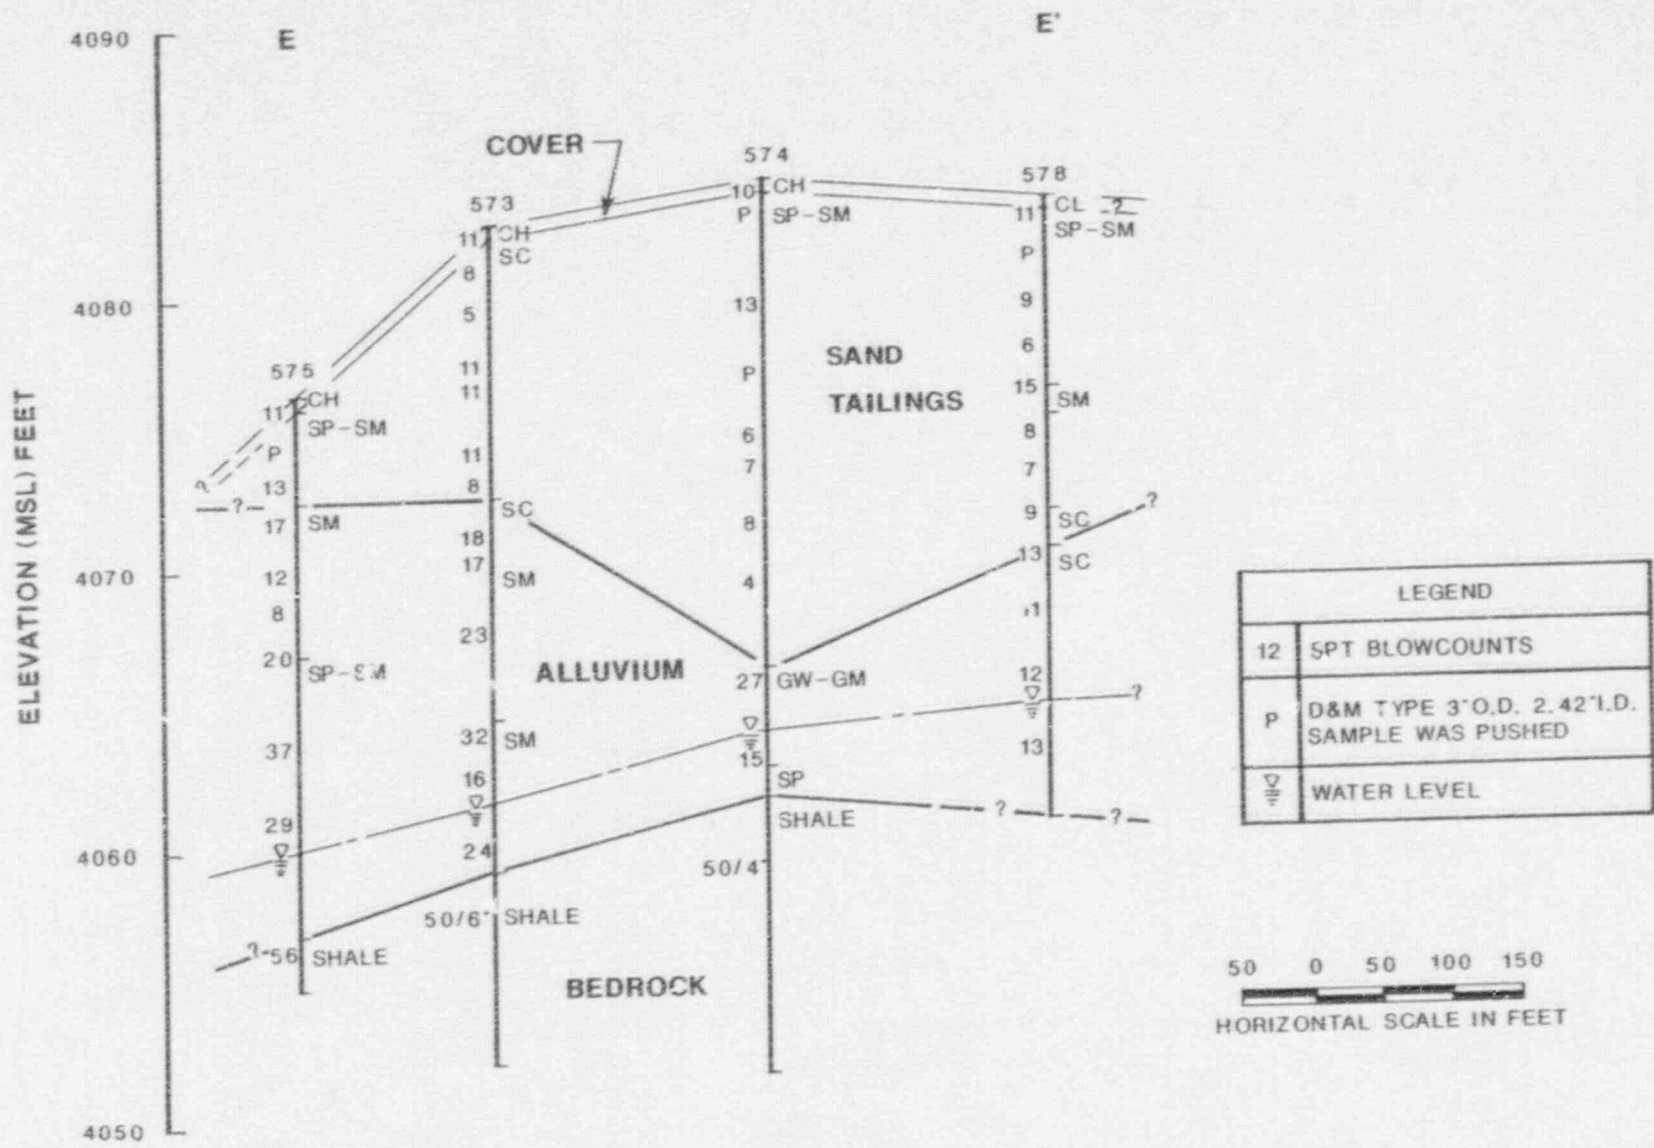 4090
E
E'
COVER
574
578
573
10 CH
CL ?
11
P SP-SM
SP-SM
11 CH
SC
P
8
4080
13
9
5
6
SAND
575
11
P
15
11
SM
TAILINGS
CH
11
SP-SM
8
6
P
11
7
7
13
8
?
?
SC
9 SC
17 SM
18
8
13
SC
17
4070
12
SM
4
8
23
20
ALLUVIUM
12
SP-SM
27 GW-GM
?
32 SM
13
37
15
16
SP
29
SHALE
?
?
4060
24
50/4"
50/6" SHALE
?
56 SHALE
BEDROCK
4050
ELEVATION (MSL) FEET
LEGEND
12 SPT BLOWCOUNTS
P D&M TYPE 3"O.D. 2.42"I.D.
SAMPLE WAS PUSHED
WATER LEVEL
50 0 50 100 150
HORIZONTAL SCALE IN FEET